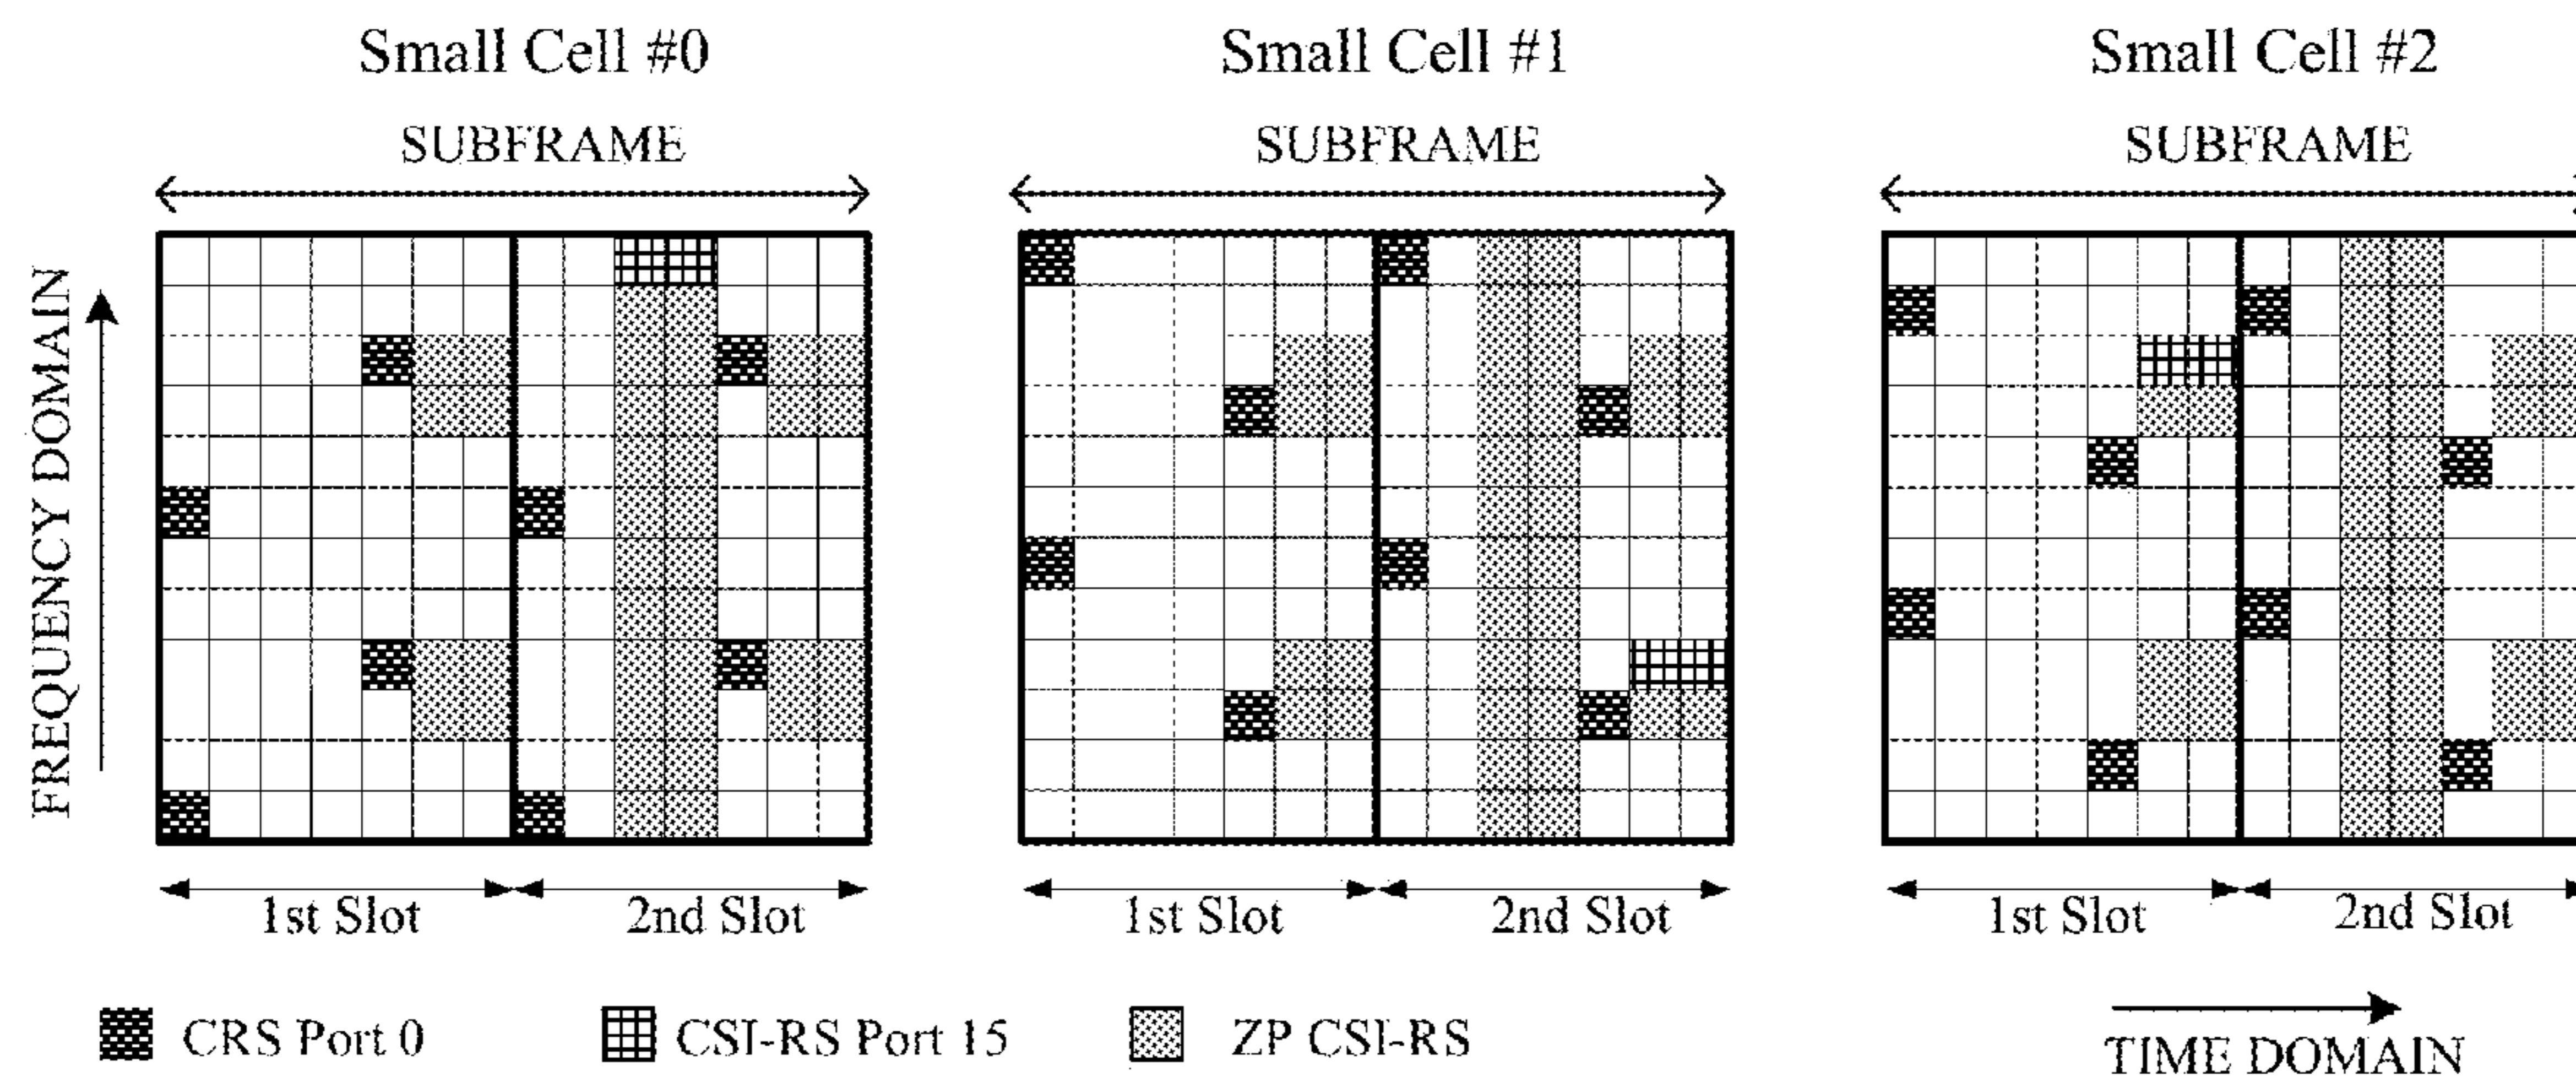 Small Cell #0 Small Cell #1 Small Cell #2
SUBFRAME SUBFRAME SUBFRAME
FREQUENCY DOMAIN
1st Slot 2nd Slot 1st Slot 2nd Slot 1st Slot 2nd Slot
CRS Port 0 CSI-RS Port 15 ZP CSI-RS
TIME DOMAIN